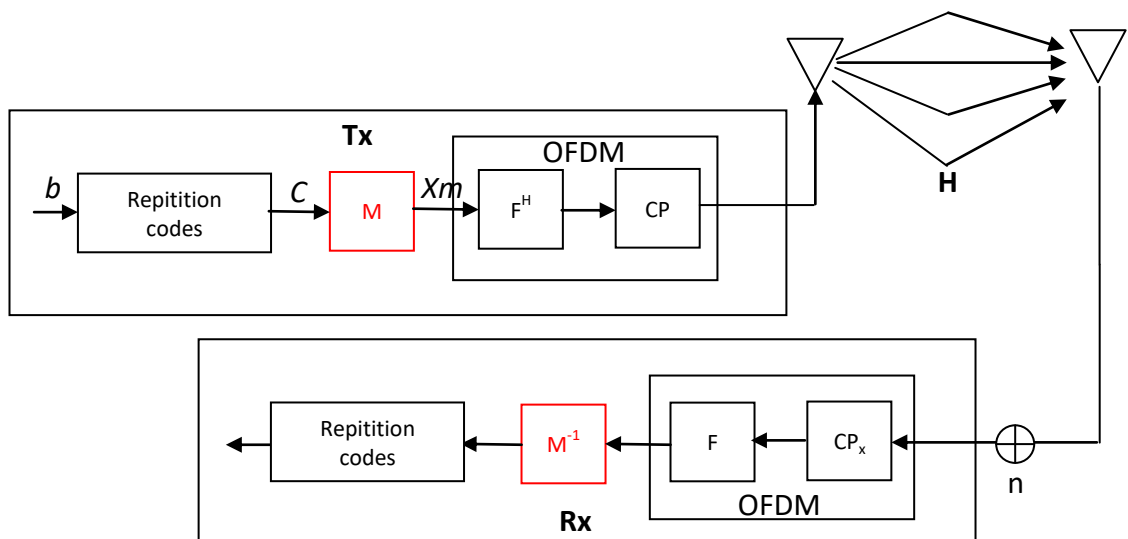 Tx
OFDM
b
Repitition
codes
C
M
Xm
F^H
CP
H
Repitition
codes
M^-1
F
CP_x
OFDM
Rx
n